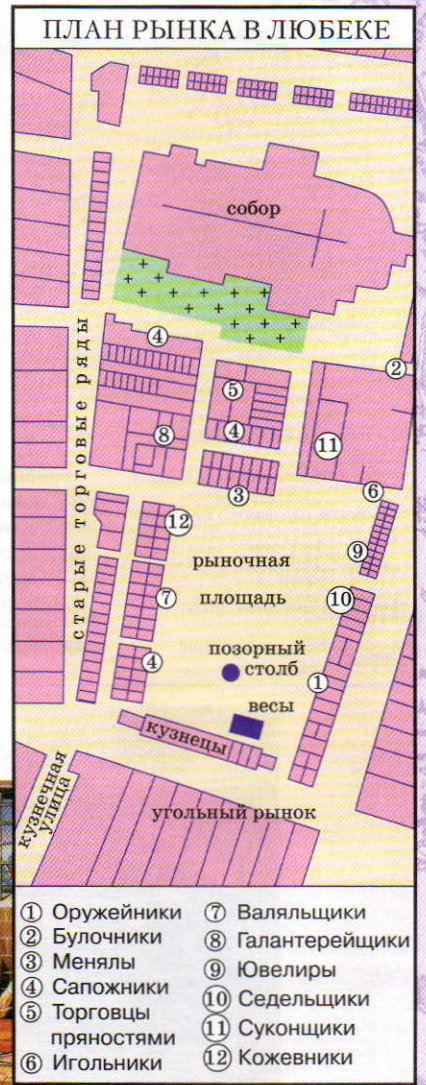 ПЛАН РЫНКА В ЛЮБЕКЕ
собор
старые торговые ряды
④
②
⑤
④
⑧
⑪
③
⑥
⑫
⑨
рыночная
площадь
⑦
⑩
позорный
столб
④
①
весы
кузнецы
кузнечная
улица
угольный рынок
① Оружейники
② Булочники
③ Менялы
④ Сапожники
⑤ Торговцы
пряностями
⑥ Игольники
⑦ Валяльщики
⑧ Галантерейщики
⑨ Ювелиры
⑩ Седельщики
⑪ Суконщики
⑫ Кожевники